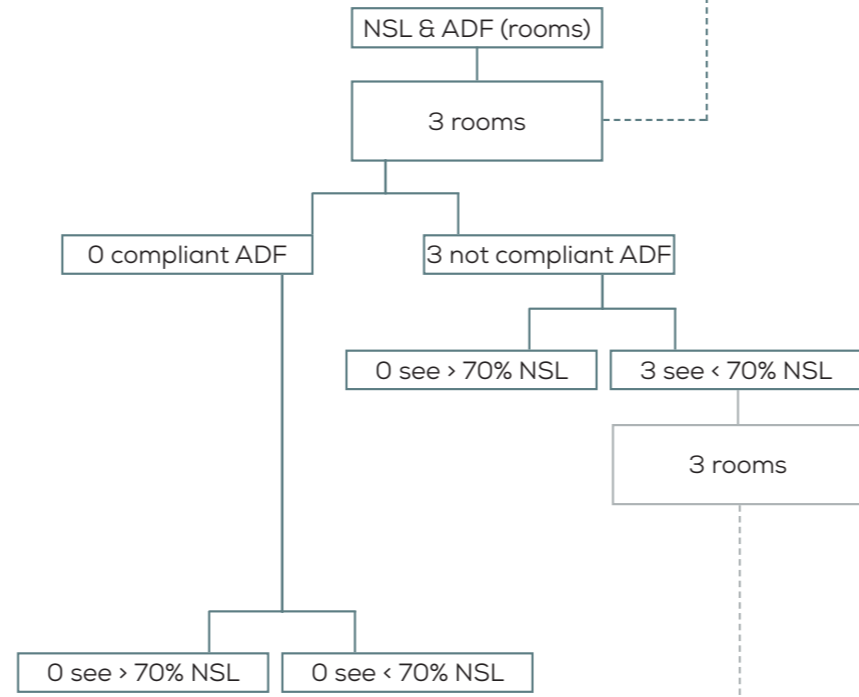 NSL & ADF (rooms)
3 rooms
0 compliant ADF
3 not compliant ADF
0 see > 70% NSL
3 see < 70% NSL
3 rooms
0 see > 70% NSL
0 see < 70% NSL